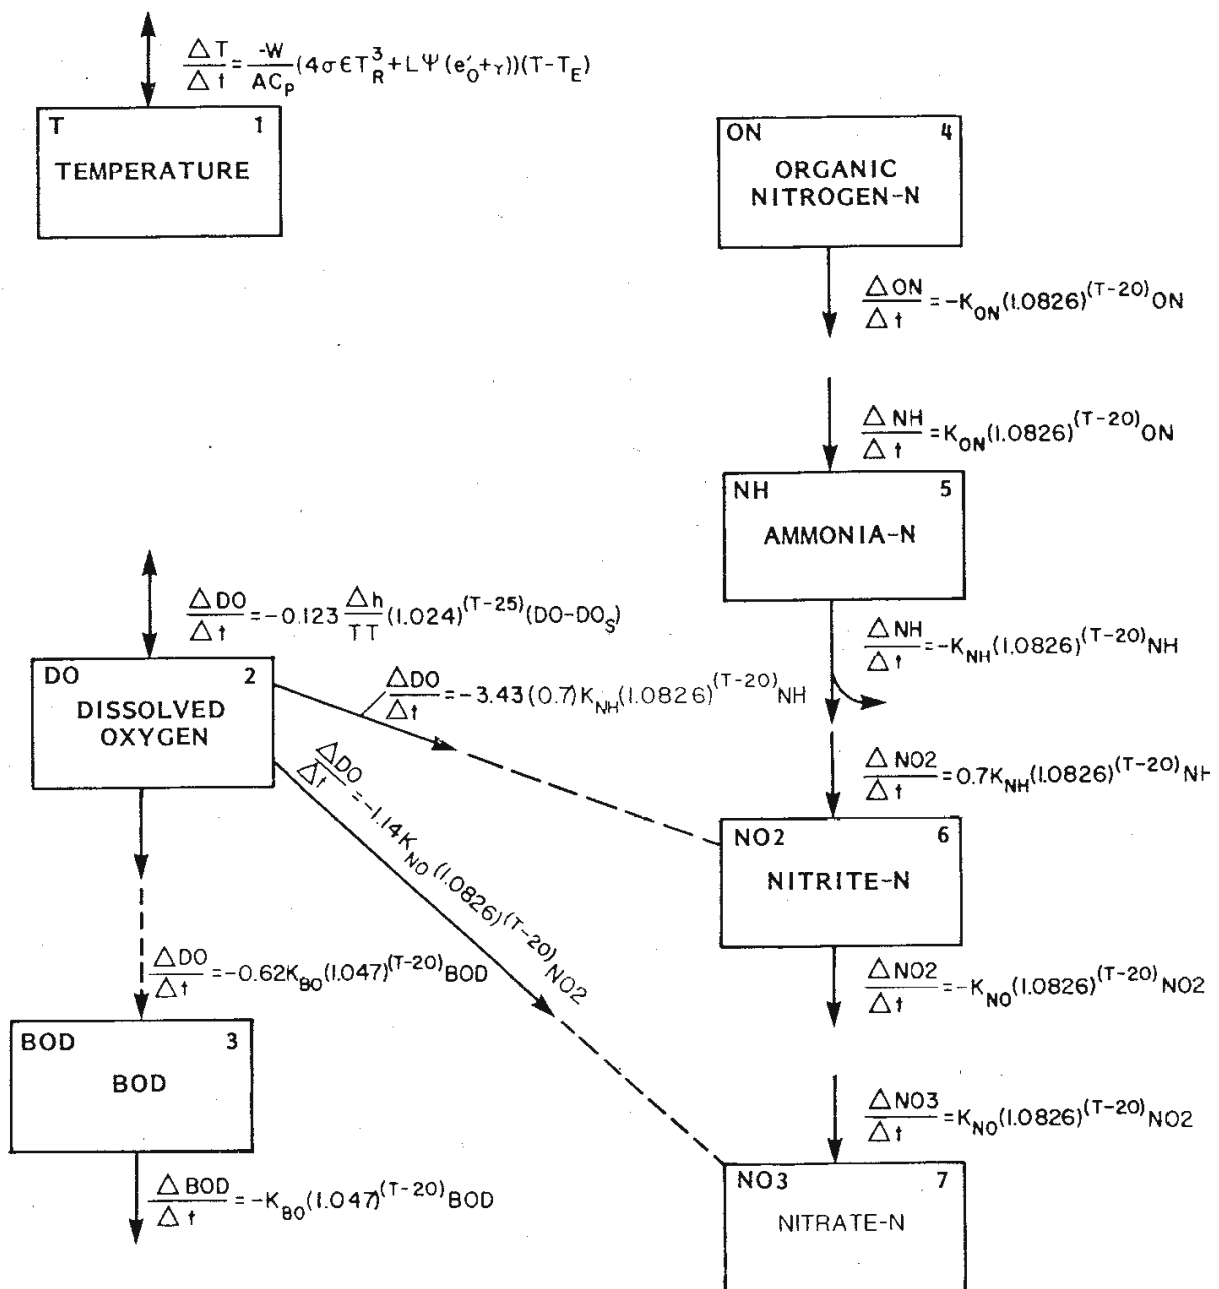 ΔT/Δt = -W/AC_P (4σϵT_R^3+LΨ(e'_O+γ))(T-T_E)
T 1
TEMPERATURE
ON 4
ORGANIC
NITROGEN-N
ΔON/Δt = -K_ON(1.0826)^(T-20) ON
ΔNH/Δt = K_ON(1.0826)^(T-20) ON
NH 5
AMMONIA-N
ΔNH/Δt = -K_NH(1.0826)^(T-20) NH
ΔDO/Δt = -0.123 Δh/TT (1.024)^(T-25) (DO-DO_S)
DO 2
DISSOLVED
OXYGEN
ΔDO/Δt = -3.43(0.7)K_NH(1.0826)^(T-20) NH
ΔDO/Δt = -1.14K_NO(1.0826)^(T-20) NO2
ΔNO2/Δt = 0.7K_NH(1.0826)^(T-20) NH
NO2 6
NITRITE-N
ΔDO/Δt = -0.62K_BO(1.047)^(T-20) BOD
ΔNO2/Δt = -K_NO(1.0826)^(T-20) NO2
BOD 3
BOD
ΔBOD/Δt = -K_BO(1.047)^(T-20) BOD
ΔNO3/Δt = K_NO(1.0826)^(T-20) NO2
NO3 7
NITRATE-N